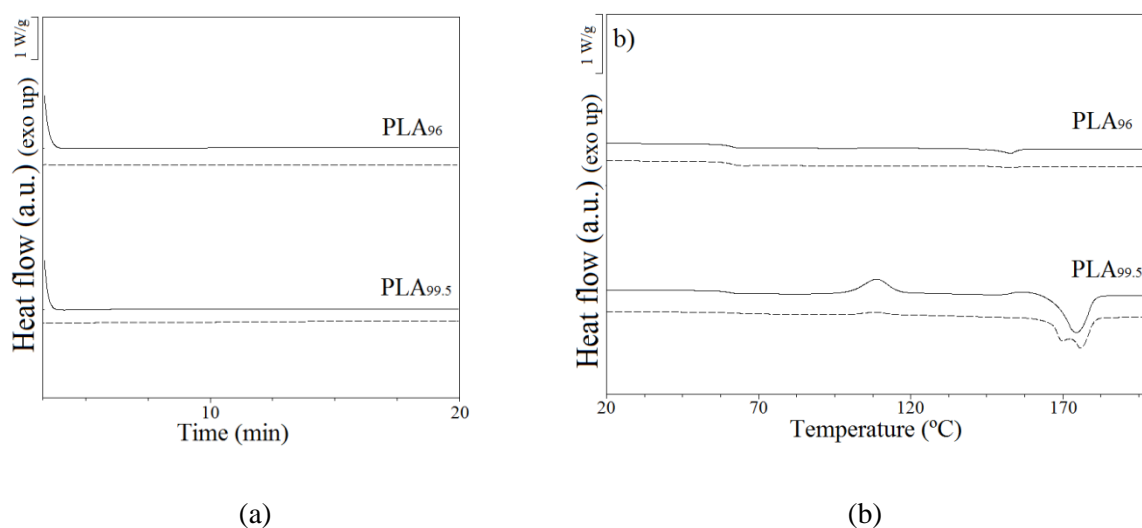 1 W/g
Heat flow (a.u.) (exo up)
PLA96
PLA99.5
10
20
Time (min)
b)
1 W/g
Heat flow (a.u.) (exo up)
PLA96
PLA99.5
20
70
120
170
Temperature (ºC)
(a)
(b)